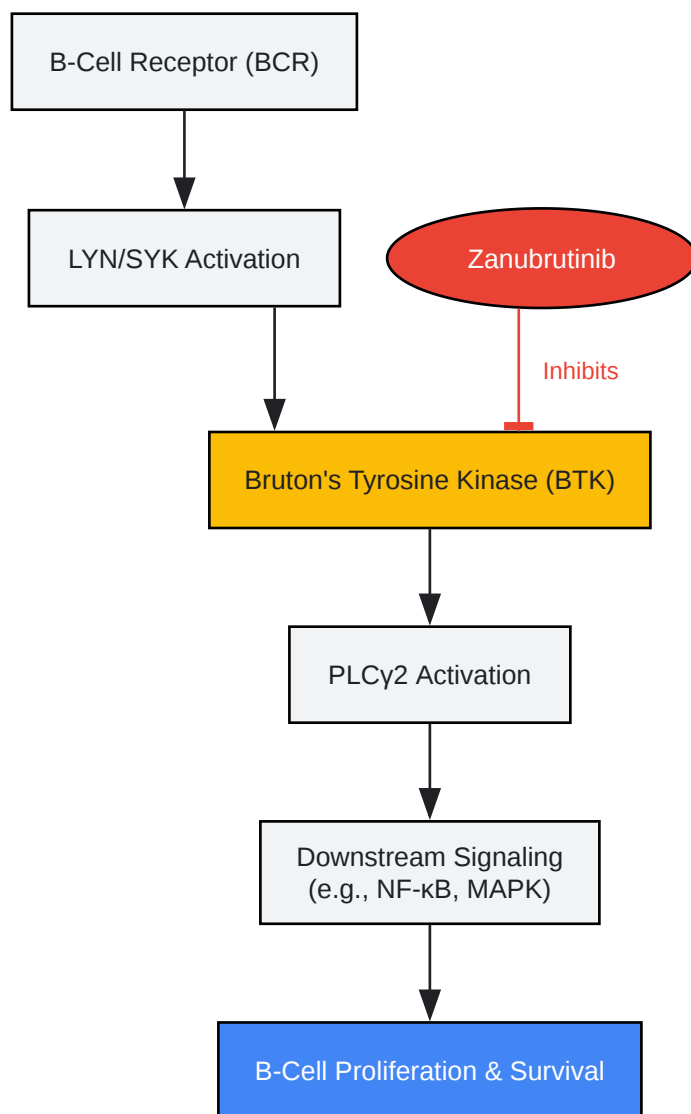 B-Cell Receptor (BCR)
LYN/SYK Activation
Zanubrutinib
Inhibits
Bruton's Tyrosine Kinase (BTK)
PLCγ2 Activation
Downstream Signaling
(e.g., NF-κB, MAPK)
B-Cell Proliferation & Survival